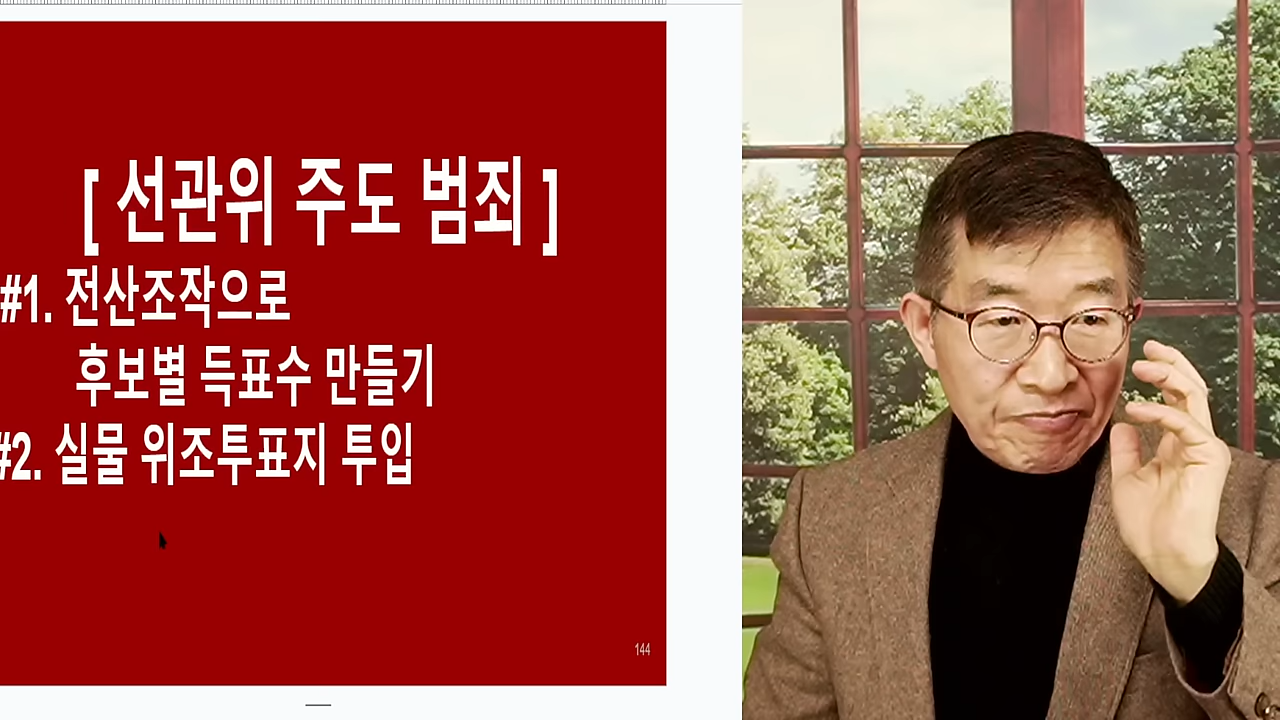 [ 선관위 주도 범죄 ]
#1. 전산조작으로
후보별 득표수 만들기
#2. 실물 위조투표지 투입
144